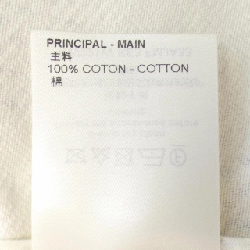 PRINCIPAL - MAIN
主料
100% COTON - COTTON
棉